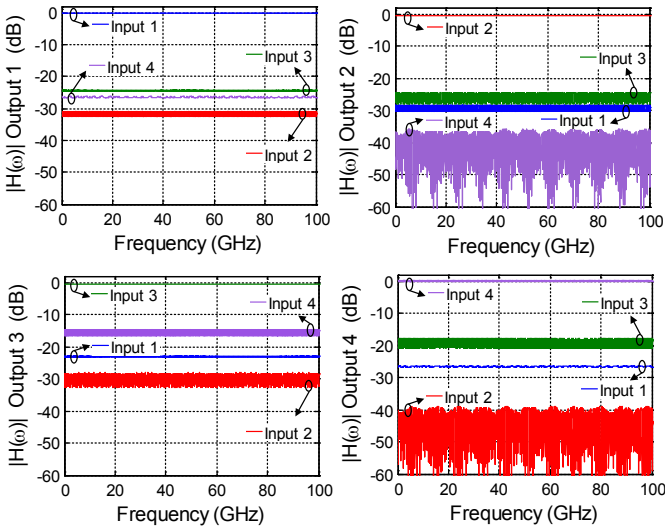 |H(ω)| Output 1 (dB)
0
-10
-20
-30
-40
-50
-60
Input 1
Input 3
Input 4
Input 2
0 20 40 60 80 100
Frequency (GHz)
|H(ω)| Output 2 (dB)
0
-10
-20
-30
-40
-50
-60
Input 2
Input 3
Input 4
Input 1
0 20 40 60 80 100
Frequency (GHz)
|H(ω)| Output 3 (dB)
0
-10
-20
-30
-40
-50
-60
Input 3
Input 4
Input 1
Input 2
0 20 40 60 80 100
Frequency (GHz)
|H(ω)| Output 4 (dB)
0
-10
-20
-30
-40
-50
-60
Input 4
Input 3
Input 1
Input 2
0 20 40 60 80 100
Frequency (GHz)